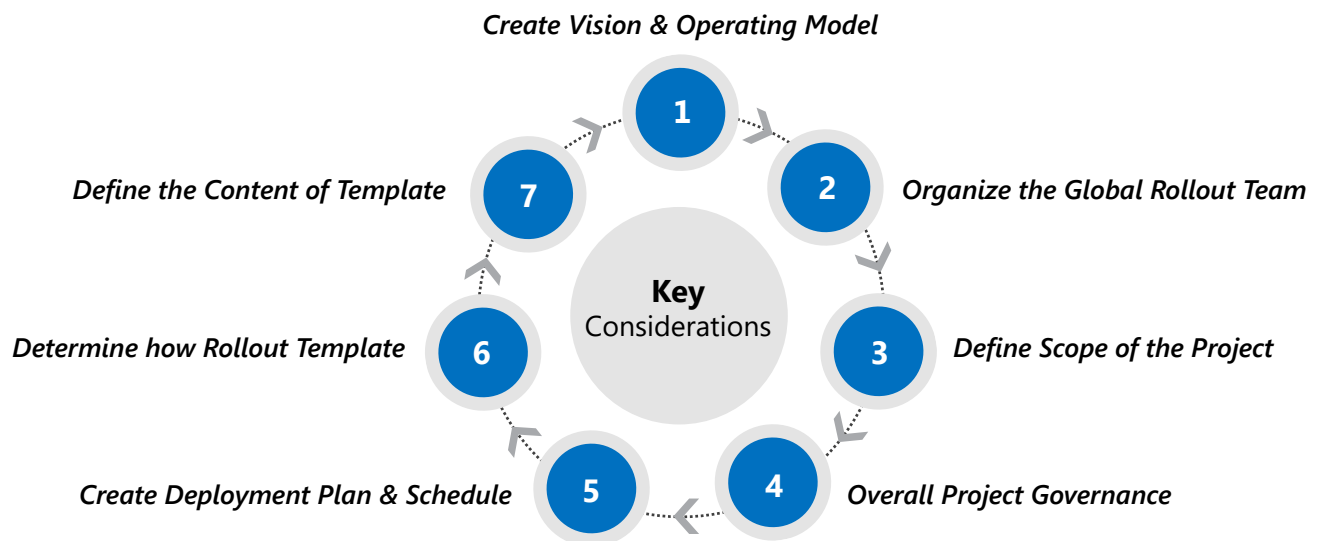 Create Vision & Operating Model
1
2
Organize the Global Rollout Team
3
Define Scope of the Project
4
Overall Project Governance
5
Create Deployment Plan & Schedule
6
Determine how Rollout Template
7
Define the Content of Template
Key
Considerations